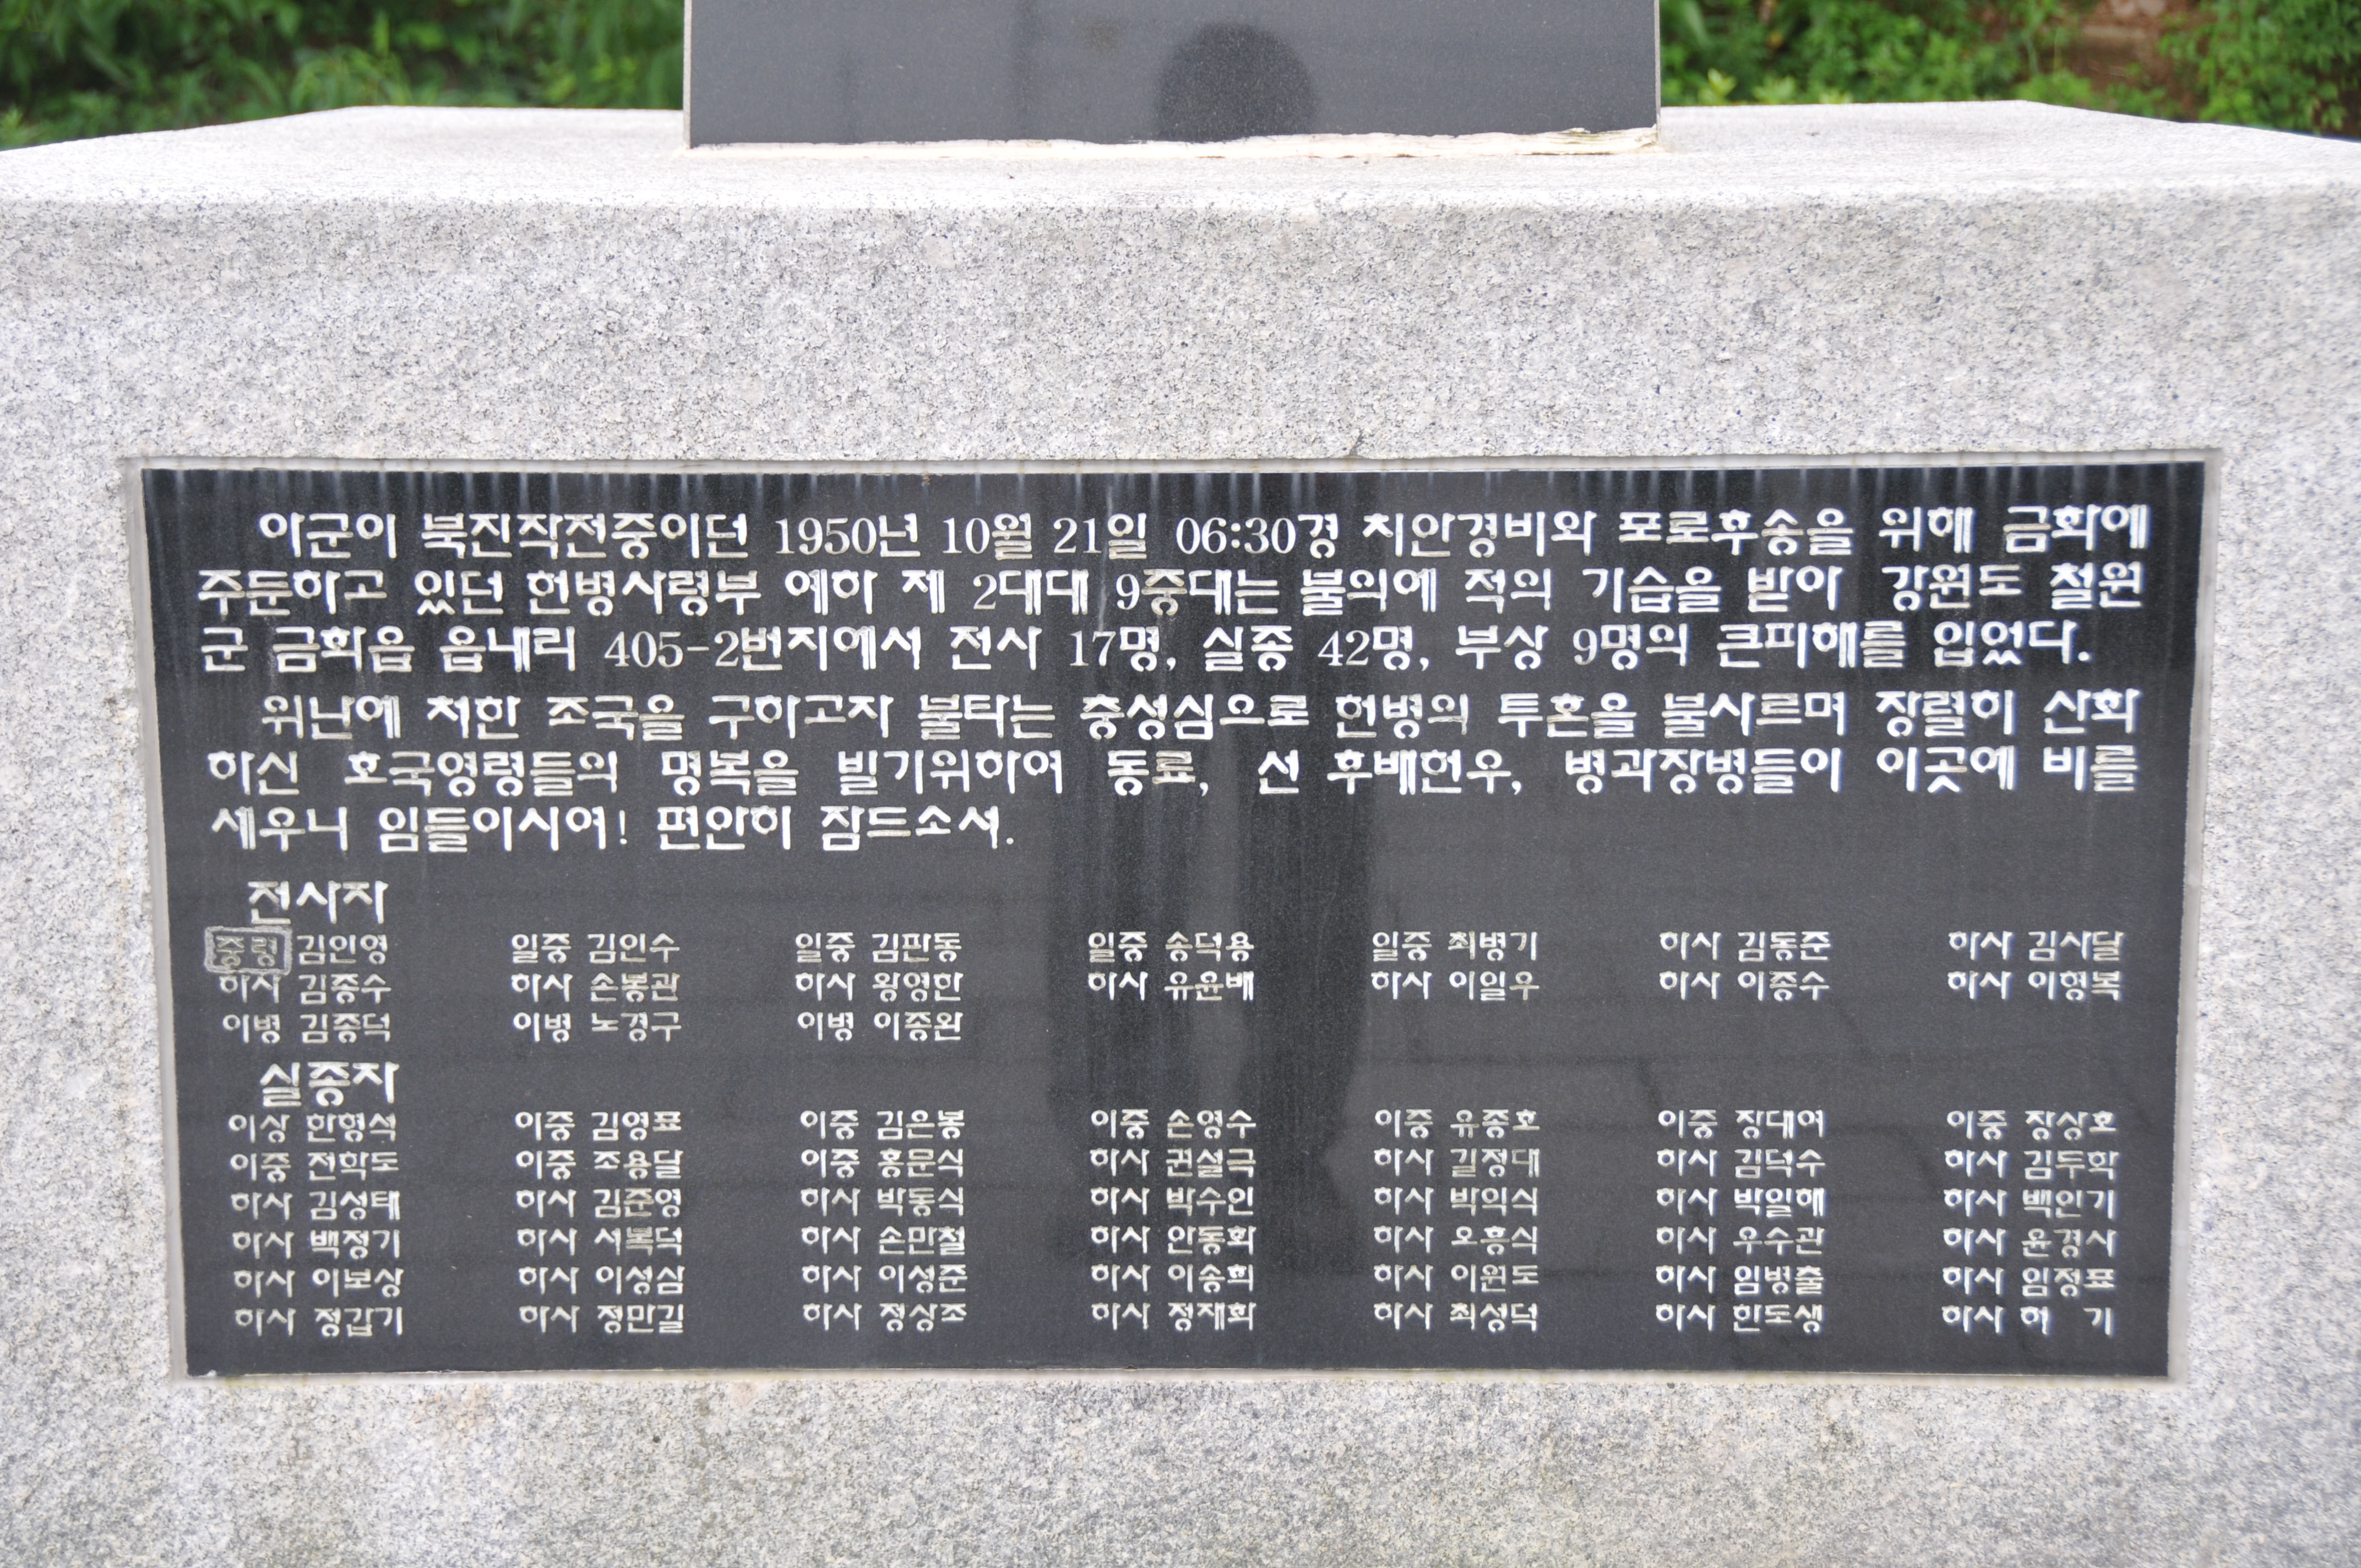 아군이 북진작전중이던 1950년 10월 21일 06:30경 치안경비와 포로후송을 위해 금화에
주둔하고 있던 헌병사령부 예하 제 2대대 9중대는 불의에 적의 기습을 받아 강원도 철원
군 금화읍 읍내리 405-2번지에서 전사 17명, 실종 42명, 부상 9명의 큰피해를 입었다.
위난에 처한 조국을 구하고자 불타는 충성심으로 헌병의 투혼을 불사르며 장렬히 산화
하신 호국영령들의 명복을 빌기위하여 동료, 선 후배헌우, 병과장병들이 이곳에 비를
세우니 임들이시여! 편안히 잠드소서.
전사자
중령 김인영 일중 김인수 일중 김판동 일중 송덕용 일중 최병기 하사 김동준 하사 김사달
하사 김종수 하사 손봉관 하사 왕영한 하사 유윤배 하사 이일우 하사 이종수 하사 이형복
이병 김종덕 이병 노경구 이병 이종완
실종자
이상 한형석 이중 김영표 이중 김은봉 이중 손영수 이중 유종호 이중 장대여 이중 장상호
이중 전학도 이중 조용달 이중 홍문식 하사 권설극 하사 길정대 하사 김덕수 하사 김두학
하사 김성태 하사 김준영 하사 박동식 하사 박수인 하사 박익식 하사 박일해 하사 백인기
하사 백정기 하사 서복덕 하사 손만철 하사 안동화 하사 오흥식 하사 우수관 하사 윤경사
하사 이보상 하사 이성삼 하사 이성준 하사 이송희 하사 이원도 하사 임병출 하사 임정표
하사 정갑기 하사 정만길 하사 정상조 하사 정재화 하사 최성덕 하사 한도생 하사 허 기